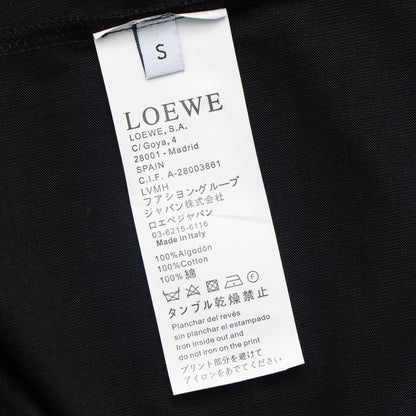 S
LOEWE
LOEWE, S.A.
C/ Goya, 4
28001 - Madrid
SPAIN
C.I.F. A-28003861
LVMH
フアション･グループ
ジャパン株式会社
ロエベジャパン
03-6215-6116
Made in Italy
100%Algodón
100%Cotton
100%綿
タンブル乾燥禁止
Planchar del revés
sin planchar el estampado
Iron inside out and
do not iron on the print
プリント部分を避けて
アイロンをあでてください